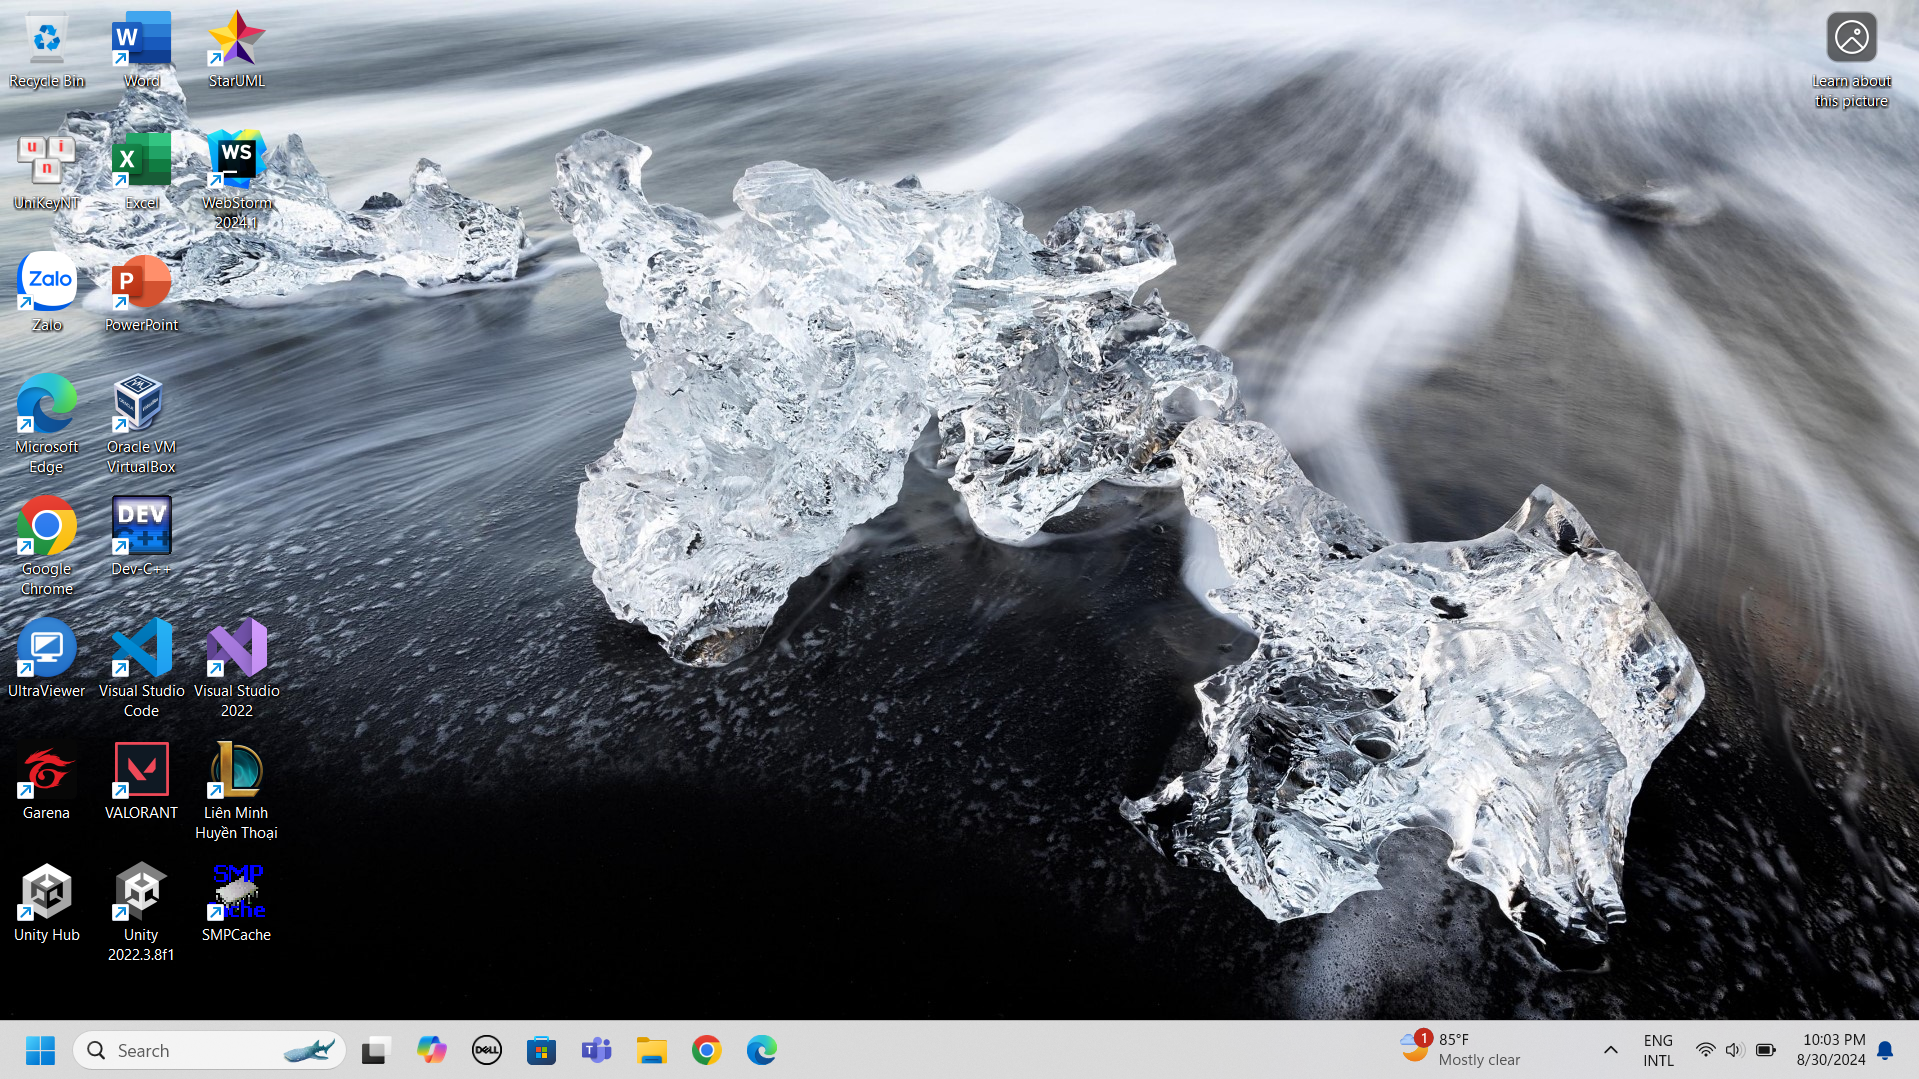 Recycle Bin
Word
StarUML
Learn about
this picture
UniKeyNT
Excel
WS
WebStorm
2024.1
Zalo
Zalo
PowerPoint
Microsoft
Edge
Oracle VM
VirtualBox
Google
Chrome
DEV
C++
Dev-C++
UltraViewer
Visual Studio
Code
Visual Studio
2022
Garena
VALORANT
Liên Minh
Huyền Thoại
Unity Hub
Unity
2022.3.8f1
SMP
Cache
SMPCache
Search
DELL
1
85°F
Mostly clear
ENG
INTL
10:03 PM
8/30/2024